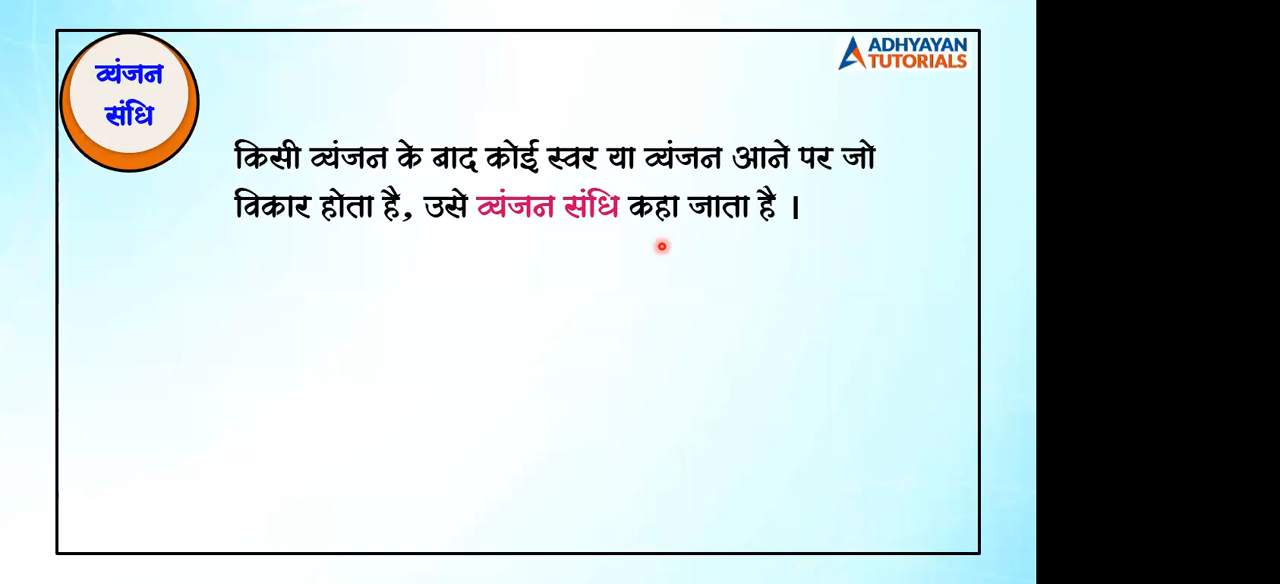 व्यंजन
संधि
ADHYAYAN
TUTORIALS
किसी व्यंजन के बाद कोई स्वर या व्यंजन आने पर जो
विकार होता है, उसे व्यंजन संधि कहा जाता है ।